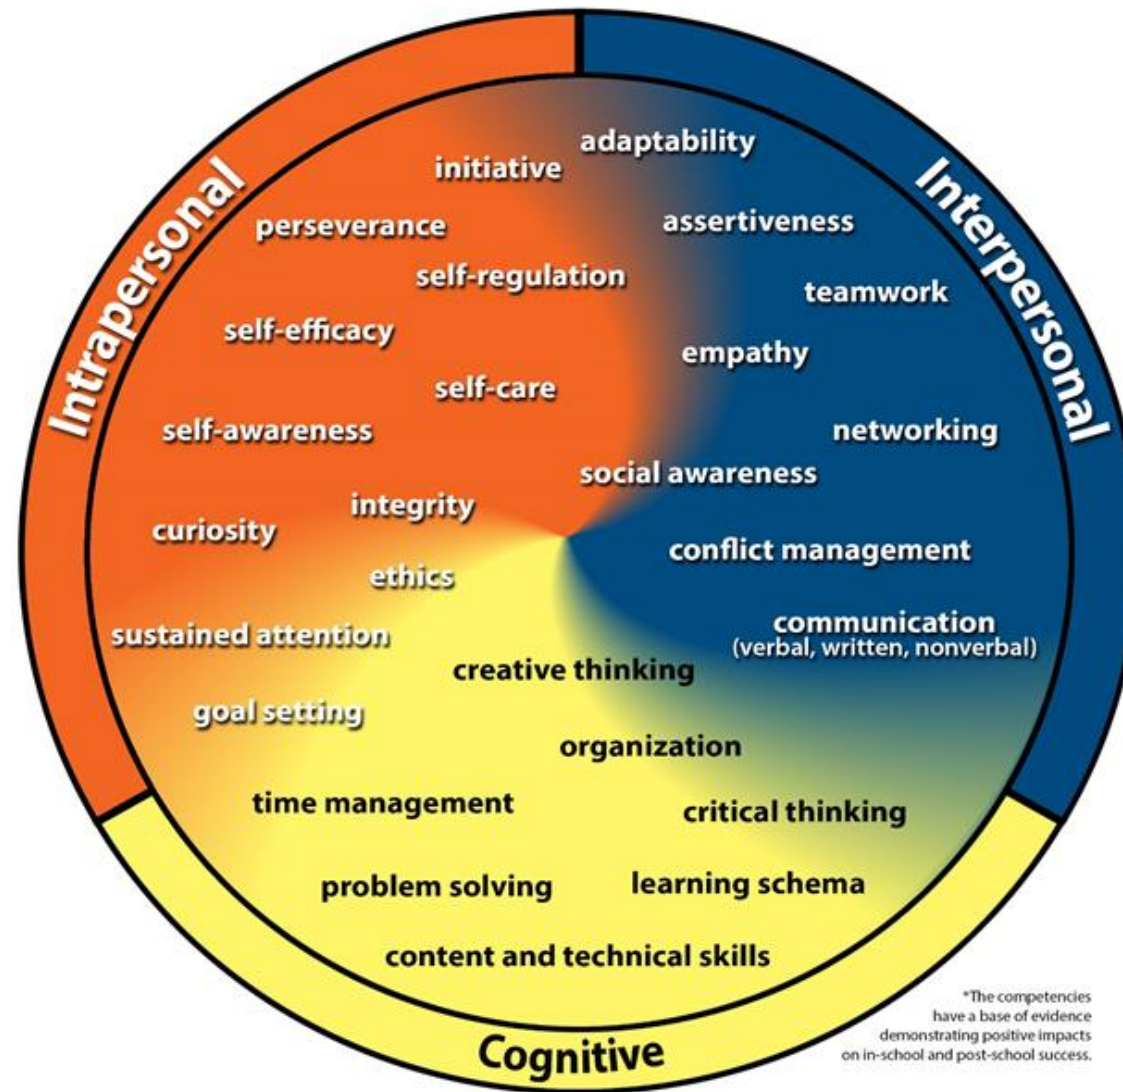 Intrapersonal
Interpersonal
adaptability
initiative
assertiveness
perseverance
self-regulation
teamwork
self-efficacy
empathy
self-care
self-awareness
networking
social awareness
integrity
curiosity
conflict management
ethics
communication
(verbal, written, nonverbal)
sustained attention
creative thinking
goal setting
organization
time management
critical thinking
problem solving
learning schema
content and technical skills
Cognitive
*The competencies
have a base of evidence
demonstrating positive impacts
on in-school and post-school success.